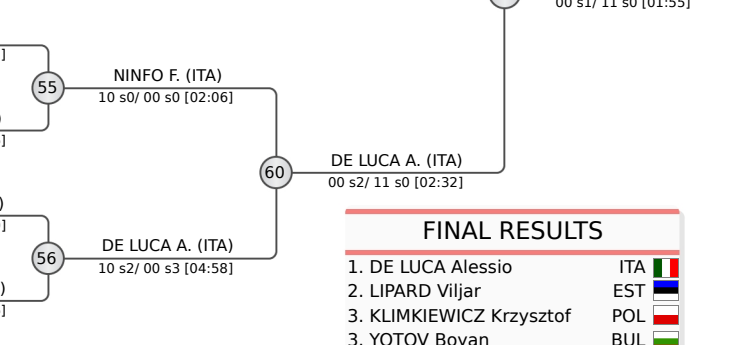 00 s1/ 11 s0 [01:55]
]
55
NINFO F. (ITA)
10 s0/ 00 s0 [02:06]
)
]
60
DE LUCA A. (ITA)
00 s2/ 11 s0 [02:32]
)
]
56
DE LUCA A. (ITA)
10 s2/ 00 s3 [04:58]
)
]
FINAL RESULTS
1. DE LUCA Alessio ITA
2. LIPARD Viljar EST
3. KLIMKIEWICZ Krzysztof POL
3. YOTOV Boyan BUL